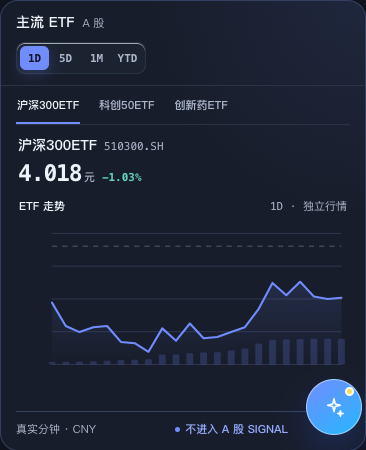 主流 ETF A 股
1D 5D 1M YTD
沪深300ETF 科创50ETF 创新药ETF
沪深300ETF 510300.SH
4.018元 −1.03%
ETF 走势 1D · 独立行情
真实分钟 · CNY 不进入 A 股 SIGNAL